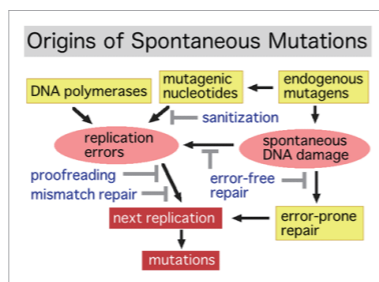 Origins of Spontaneous Mutations
DNA polymerases
mutagenic
nucleotides
endogenous
mutagens
sanitization
replication
errors
spontaneous
DNA damage
proofreading
mismatch repair
error-free
repair
next replication
error-prone
repair
mutations